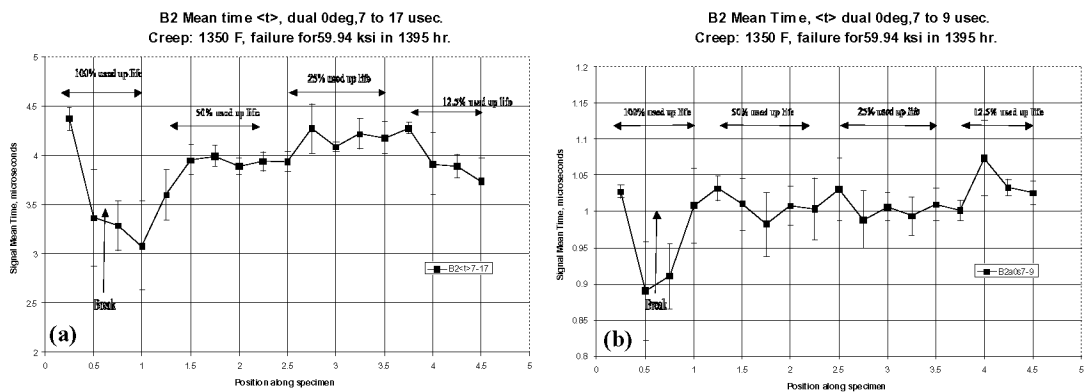 B2 Mean time <t>, dual 0deg,7 to 17 usec.
Creep: 1350 F, failure for59.94 ksi in 1395 hr.
Signal Mean Time, microseconds
5
4.5
4
3.5
3
2.5
2
100% used up life
50% used up life
25% used up life
12.5% used up life
Break
B2<t>7-17
(a)
0
0.5
1
1.5
2
2.5
3
3.5
4
4.5
5
Position along specimen
B2 Mean Time, <t> dual 0deg,7 to 9 usec.
Creep: 1350 F, failure for59.94 ksi in 1395 hr.
Signal Mean Time, microseconds
1.2
1.15
1.1
1.05
1
0.95
0.9
0.85
0.8
100% used up life
50% used up life
25% used up life
12.5% used up life
Break
B2a0s7-9
(b)
0
0.5
1
1.5
2
2.5
3
3.5
4
4.5
5
Position along specimen